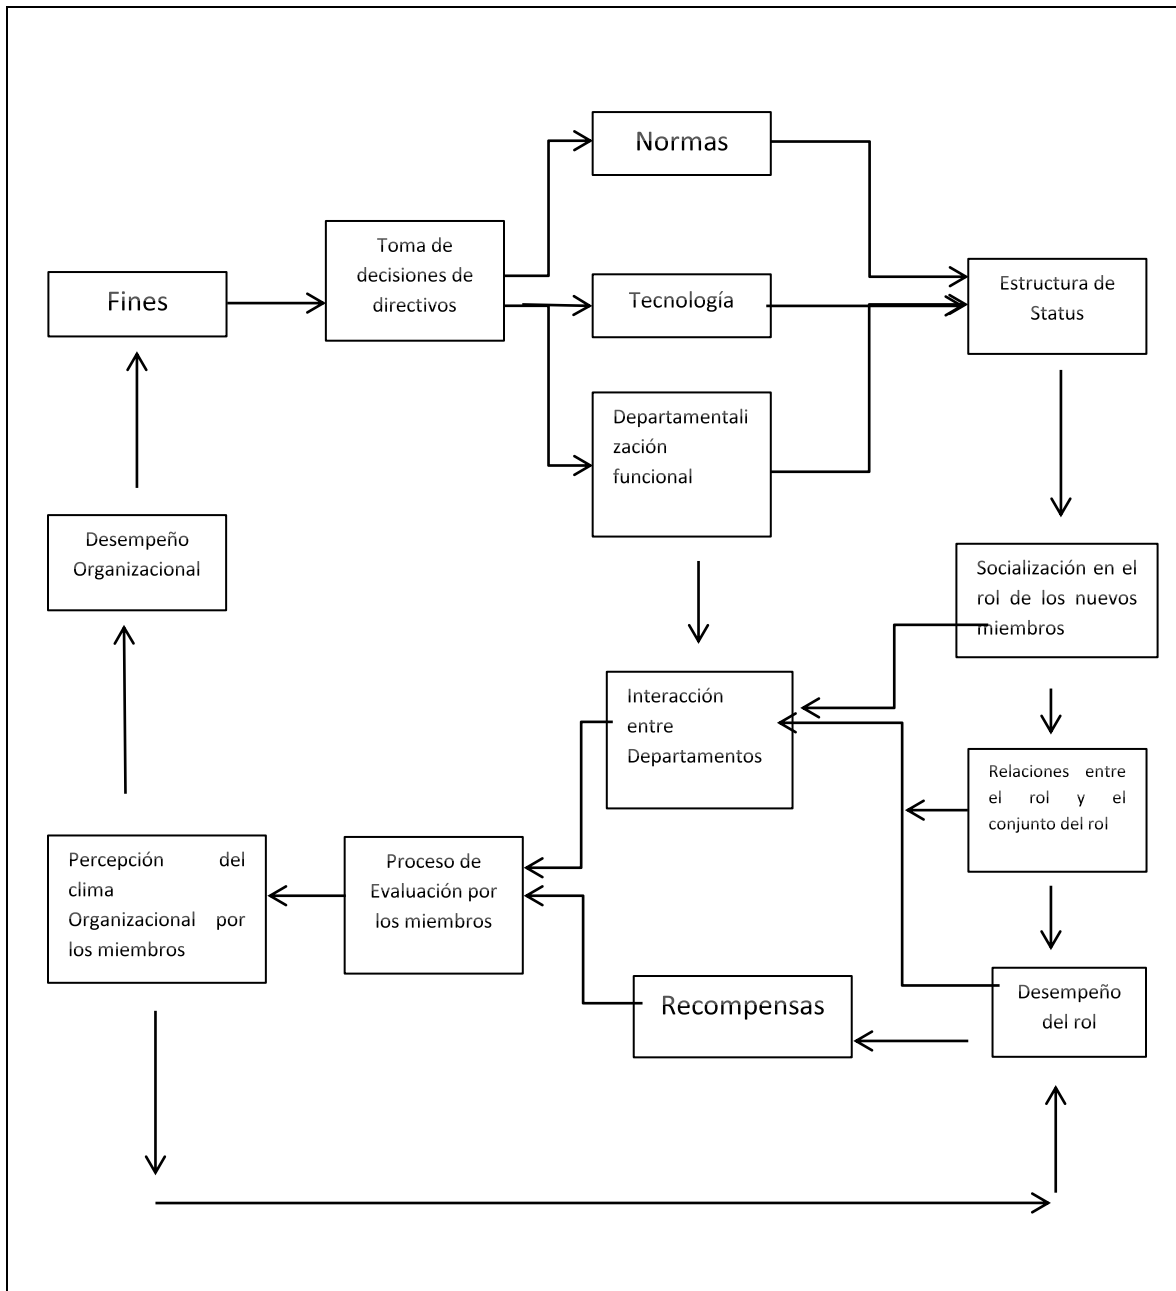 Normas
Toma de
decisiones de
directivos
Fines
Tecnología
Estructura de
Status
Departamentali
zación
funcional
Desempeño
Organizacional
Socialización en el
rol de los nuevos
miembros
Interacción
entre
Departamentos
Relaciones entre
el rol y el
conjunto del rol
Percepción del
clima
Organizacional por
los miembros
Proceso de
Evaluación por
los miembros
Recompensas
Desempeño
del rol